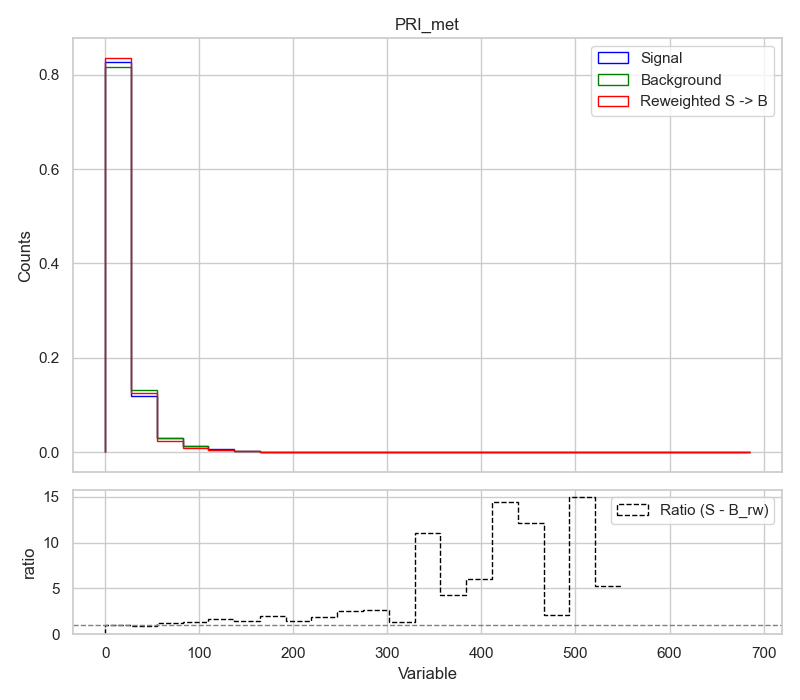 PRI_met
Signal
Background
Reweighted S -> B
Counts
0.8
0.6
0.4
0.2
0.0
Ratio (S - B_rw)
ratio
15
10
5
0
0 100 200 300 400 500 600 700
Variable